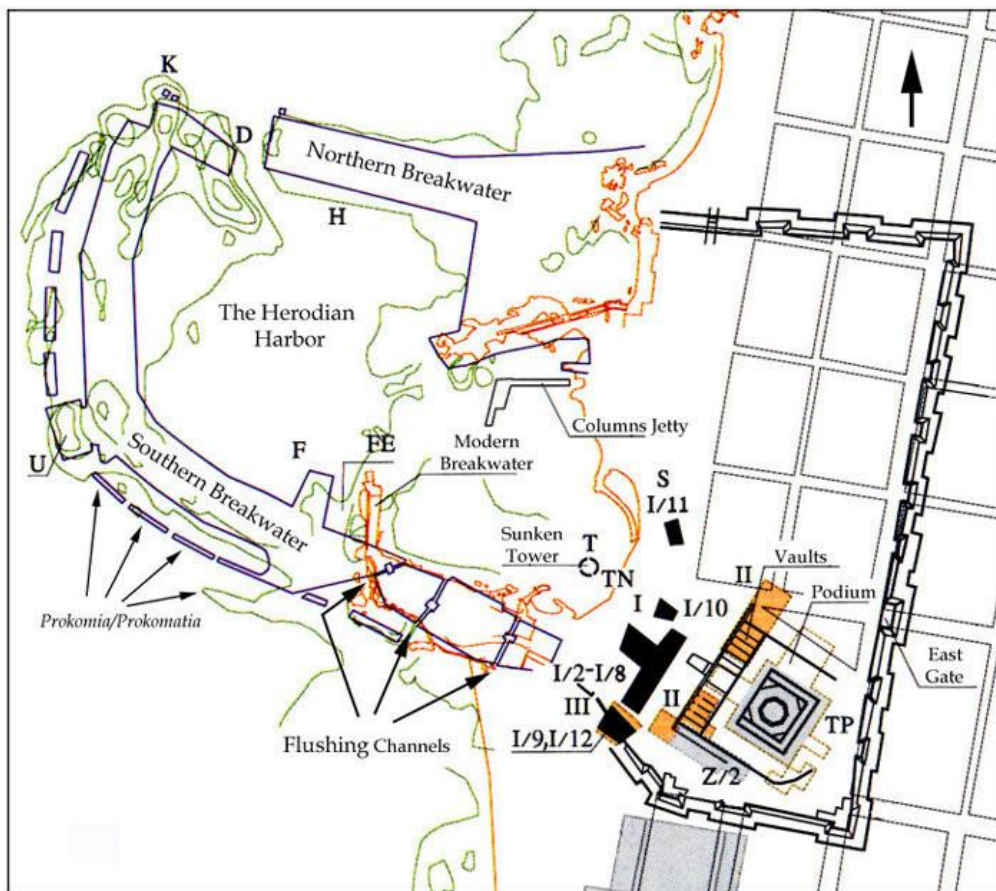 K
D
Northern Breakwater
H
The Herodian
Harbor
Columns Jetty
Modern
Breakwater
F
FE
U
Southern Breakwater
S
I/11
Sunken
Tower
T
TN
Vaults
II
Podium
Prokomia/Prokomatia
I
I/10
East
Gate
I/2-I/8
II
III
TP
Flushing Channels
I/9,I/12
Z/2